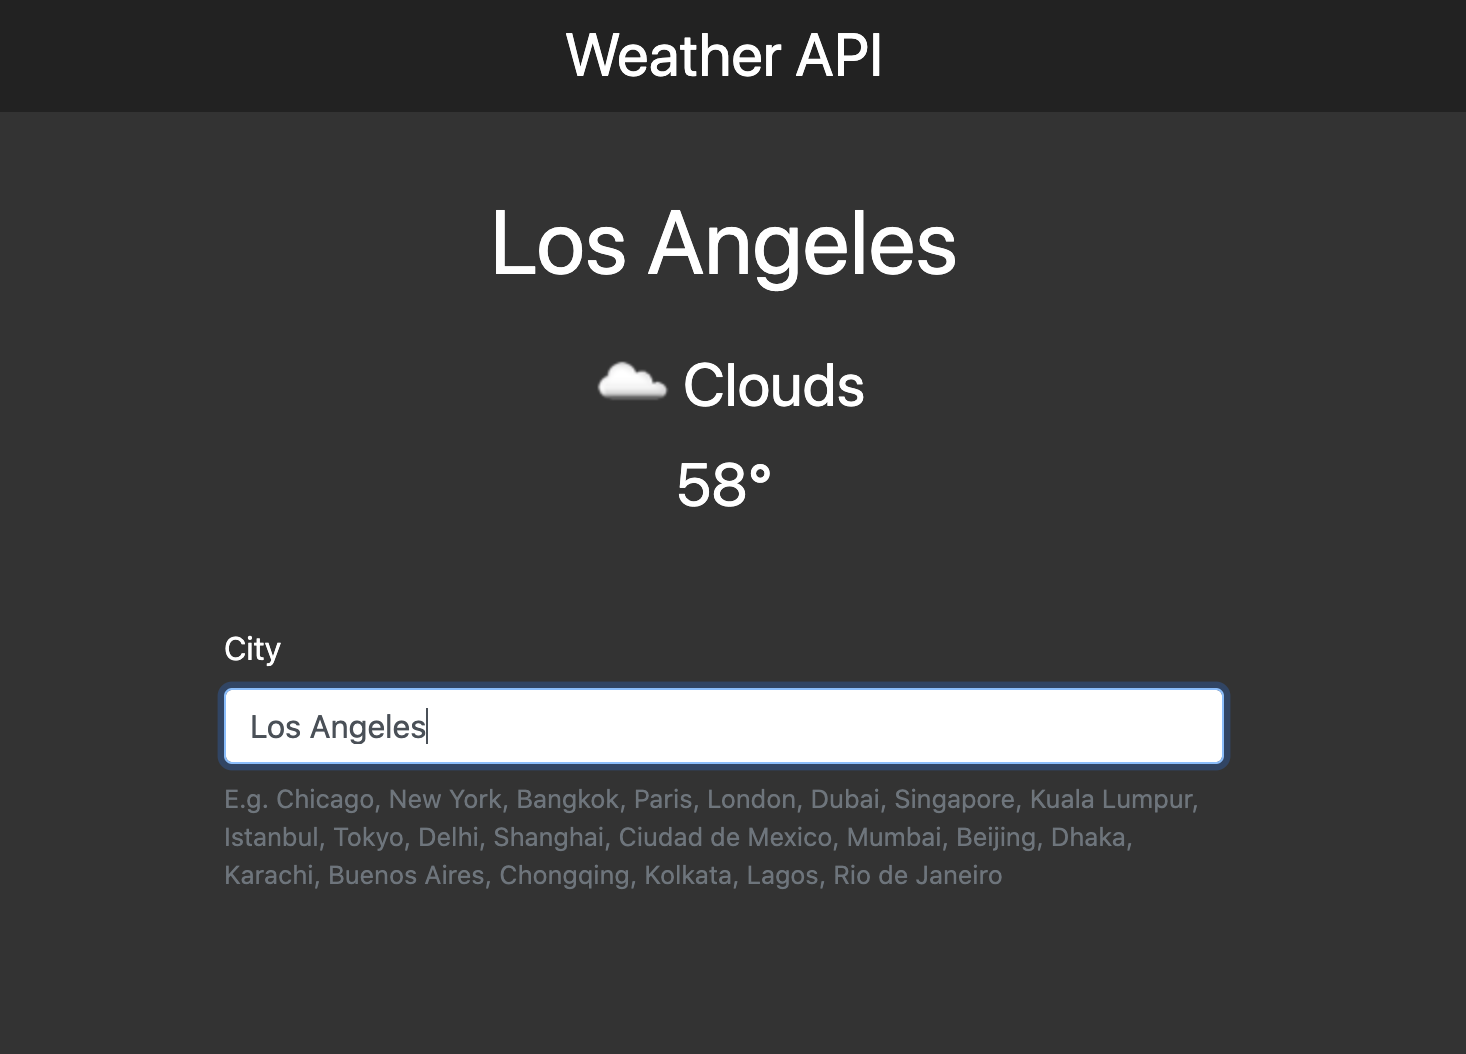 Weather API
Los Angeles
Clouds
58°
City
Los Angeles
E.g. Chicago, New York, Bangkok, Paris, London, Dubai, Singapore, Kuala Lumpur,
Istanbul, Tokyo, Delhi, Shanghai, Ciudad de Mexico, Mumbai, Beijing, Dhaka,
Karachi, Buenos Aires, Chongqing, Kolkata, Lagos, Rio de Janeiro